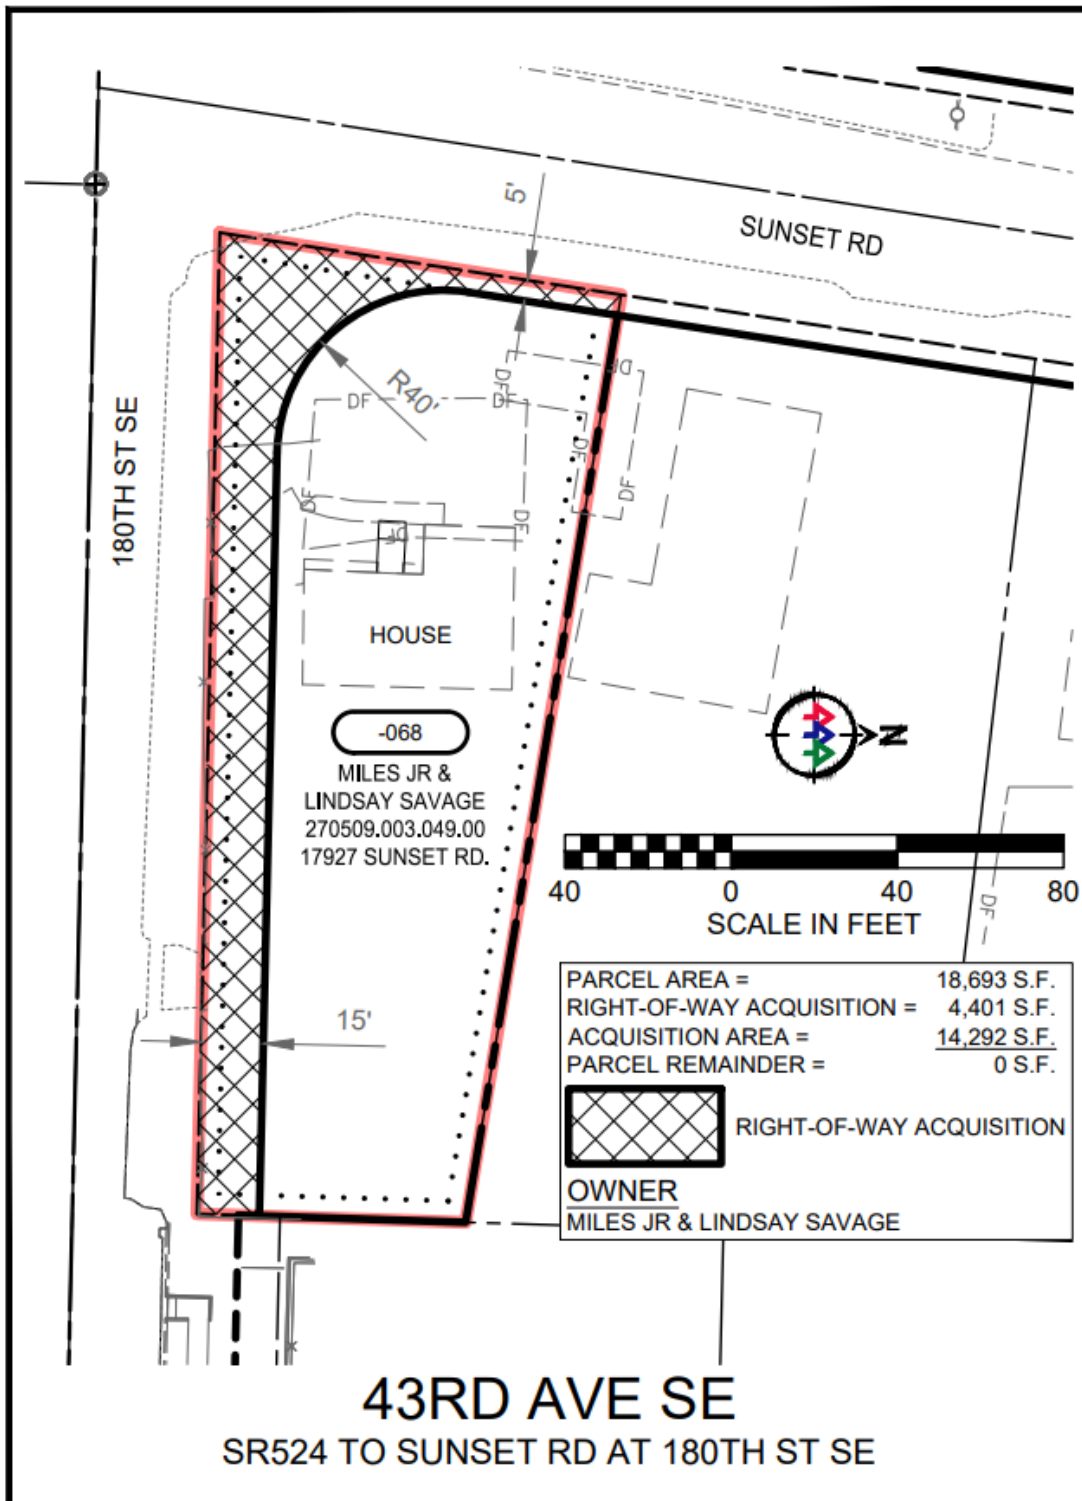 5'
SUNSET RD
R40'
DF
DF
DF
DF
DF
DF
DF
DF
DF
180TH ST SE
HOUSE
-068
MILES JR &
LINDSAY SAVAGE
270509.003.049.00
17927 SUNSET RD.
N
40 0 40 80
SCALE IN FEET
DF
15'
PARCEL AREA = 18,693 S.F.
RIGHT-OF-WAY ACQUISITION = 4,401 S.F.
ACQUISITION AREA = 14,292 S.F.
PARCEL REMAINDER = 0 S.F.
RIGHT-OF-WAY ACQUISITION
OWNER
MILES JR & LINDSAY SAVAGE
43RD AVE SE
SR524 TO SUNSET RD AT 180TH ST SE